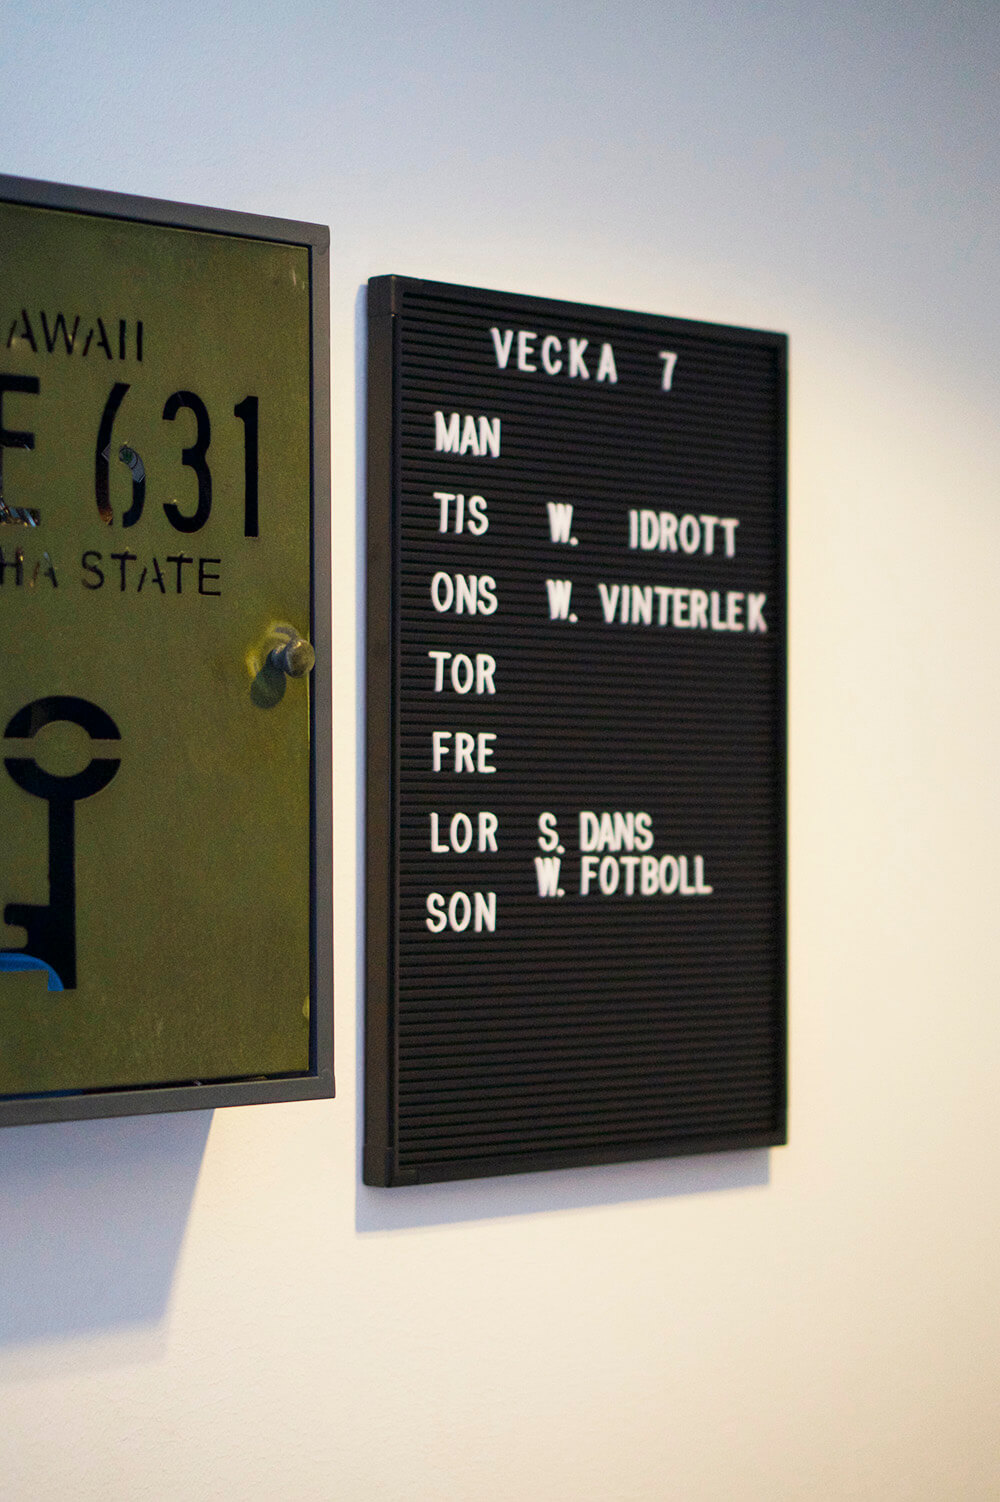 AWAII
E 631
HA STATE
VECKA 7
MAN
TIS W. IDROTT
ONS W. VINTERLEK
TOR
FRE
LOR S. DANS
W. FOTBOLL
SON